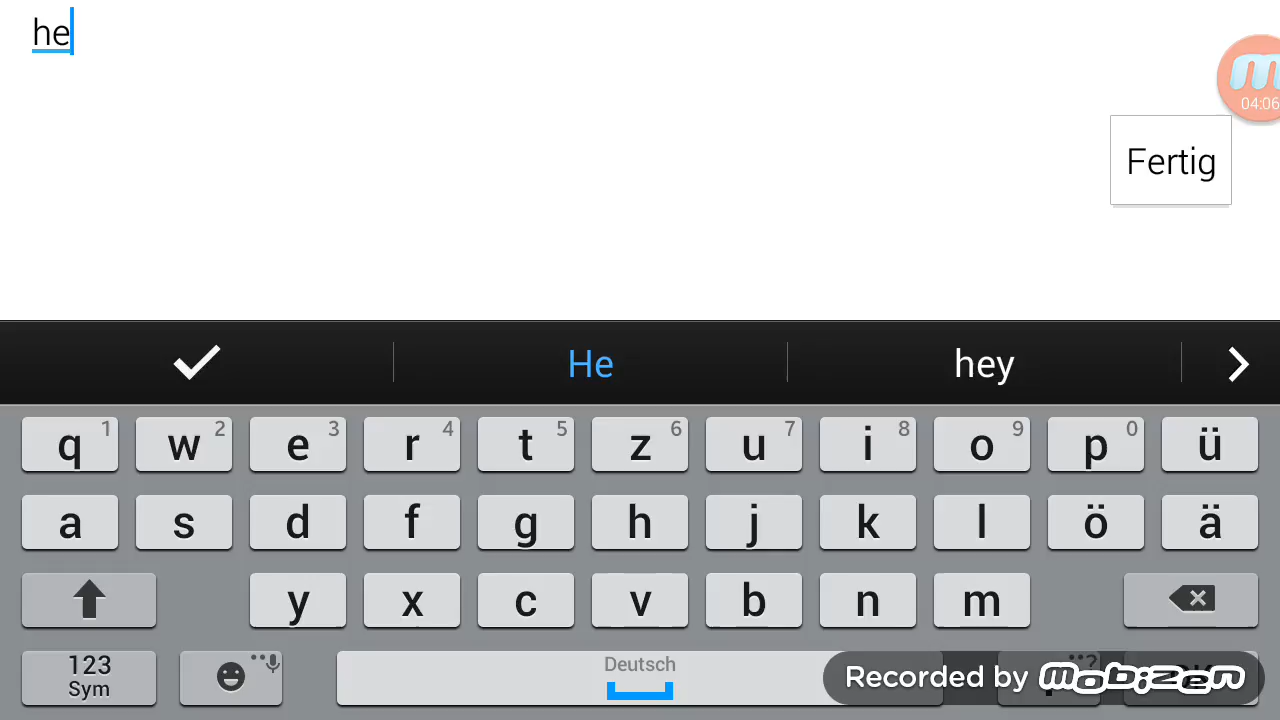 he
04:06
Fertig
He
hey
q 1 w 2 e 3 r 4 t 5 z 6 u 7 i 8 o 9 p 0 ü
a s d f g h j k l ö ä
y x c v b n m
123
Sym
Deutsch
Recorded by mobizen